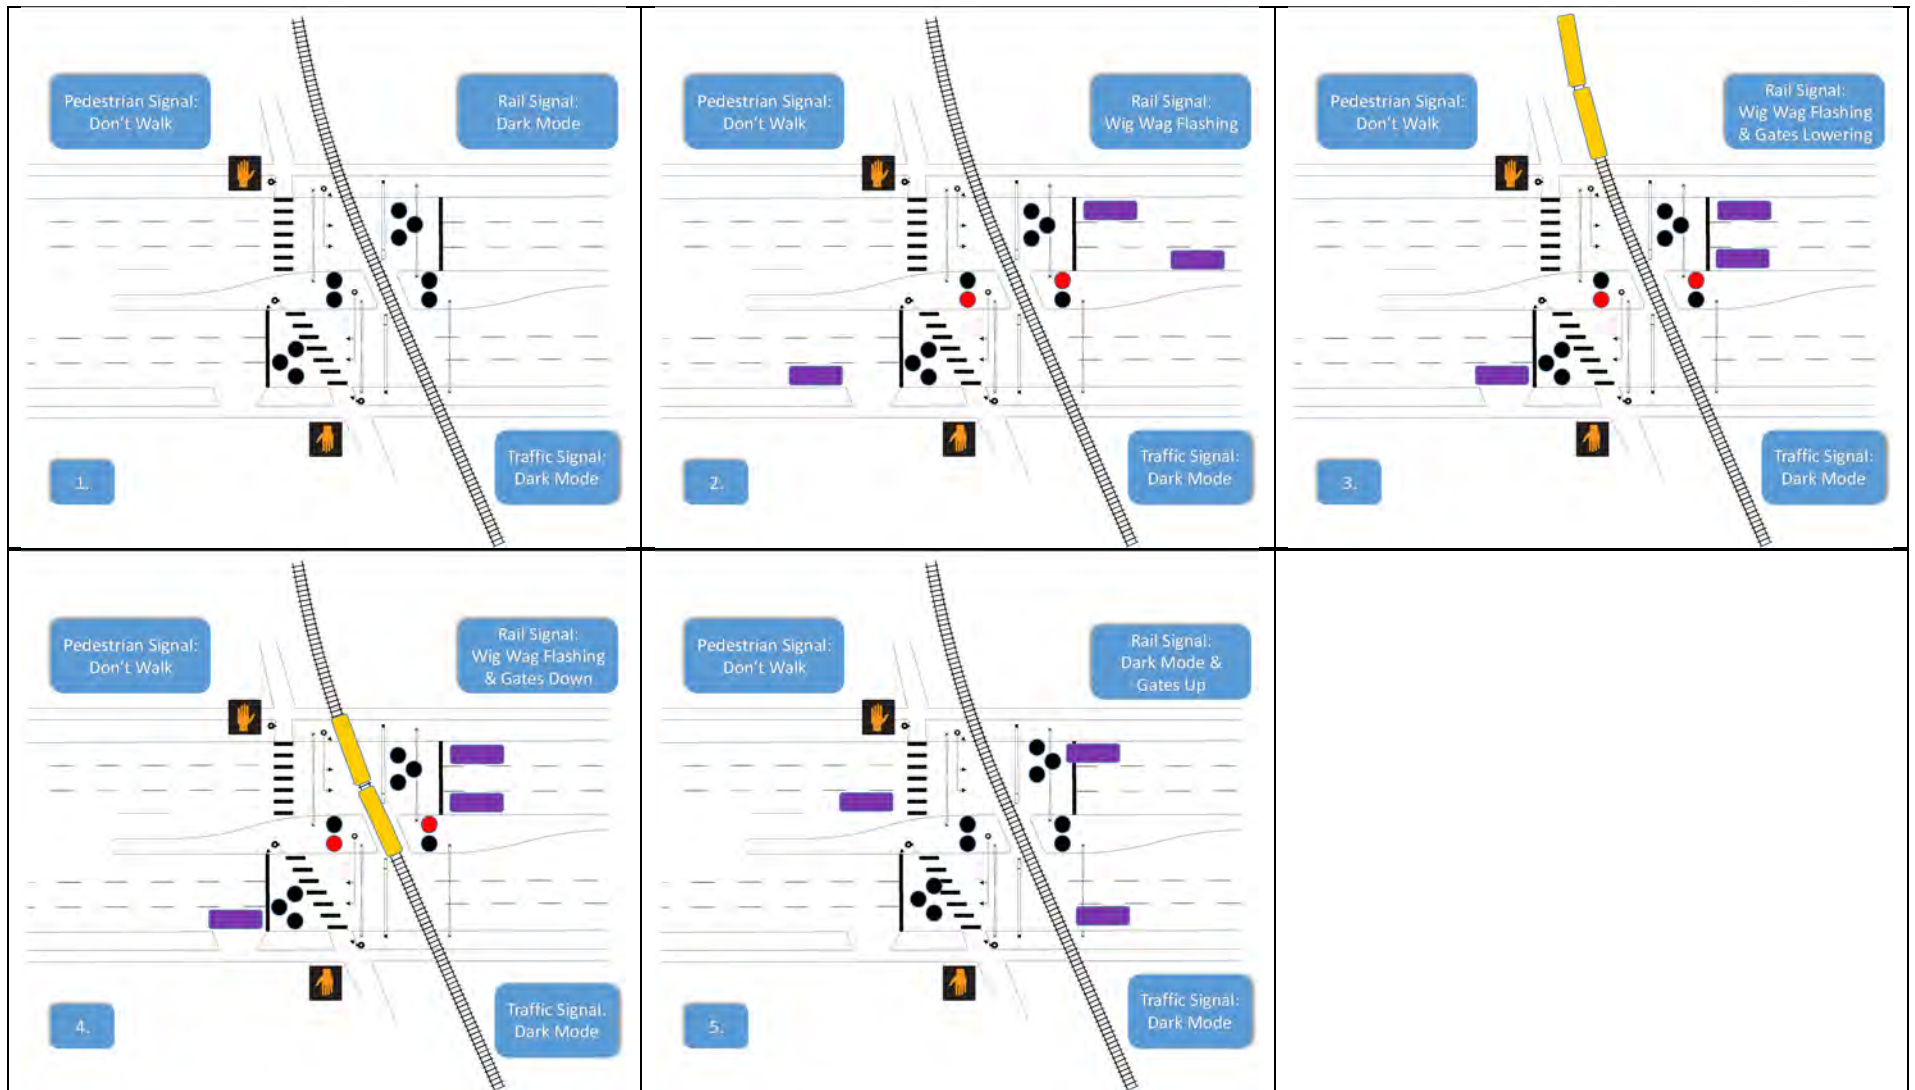 Pedestrian Signal:
Don't Walk
Rail Signal:
Dark Mode
Traffic Signal:
Dark Mode
1.
Pedestrian Signal:
Don't Walk
Rail Signal:
Wig Wag Flashing
Traffic Signal:
Dark Mode
2.
Pedestrian Signal:
Don't Walk
Rail Signal:
Wig Wag Flashing
& Gates Lowering
Traffic Signal:
Dark Mode
3.
Pedestrian Signal:
Don't Walk
Rail Signal:
Wig Wag Flashing
& Gates Down
Traffic Signal.
Dark Mode
4.
Pedestrian Signal:
Don't Walk
Rail Signal:
Dark Mode &
Gates Up
Traffic Signal:
Dark Mode
5.